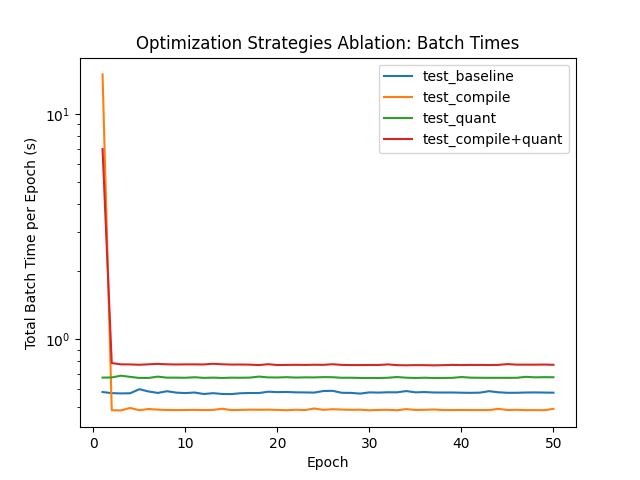 Optimization Strategies Ablation: Batch Times
Total Batch Time per Epoch (s)
10¹
10⁰
test_baseline
test_compile
test_quant
test_compile+quant
0 10 20 30 40 50
Epoch